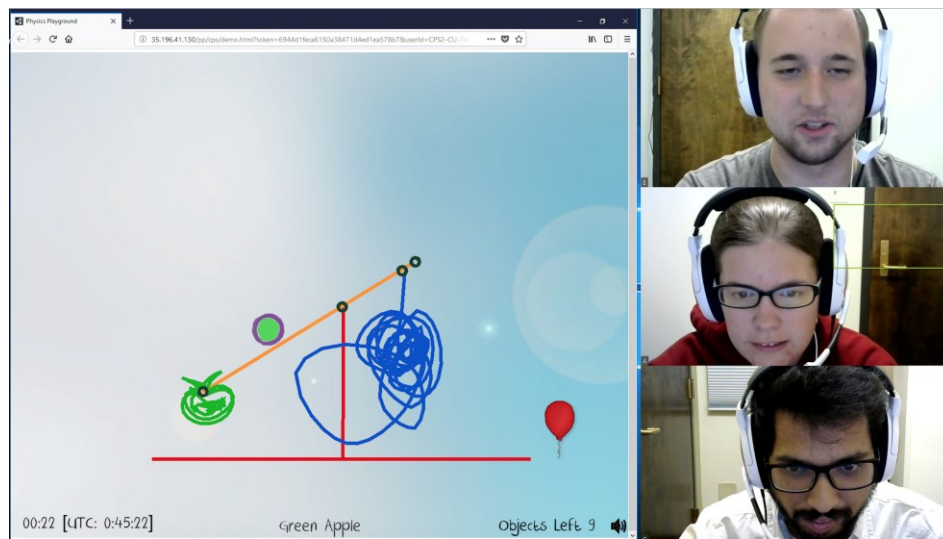 Physics Playground
35.196.41.130/pp/cps/demo.html?token=6944d1feca6150a38471d4ed1ea578b7&userId=CPS2-CU-
00:22 [UTC: 0:45:22]
Green Apple
Objects Left 9